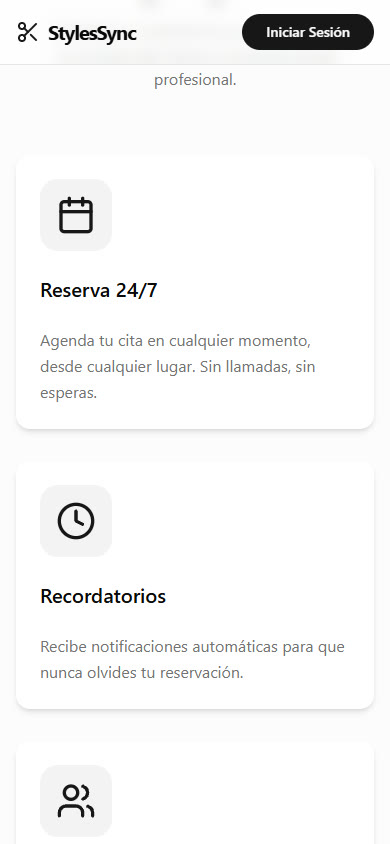 StylesSync
Iniciar Sesión
profesional.
Reserva 24/7
Agenda tu cita en cualquier momento,
desde cualquier lugar. Sin llamadas, sin
esperas.
Recordatorios
Recibe notificaciones automáticas para que
nunca olvides tu reservación.